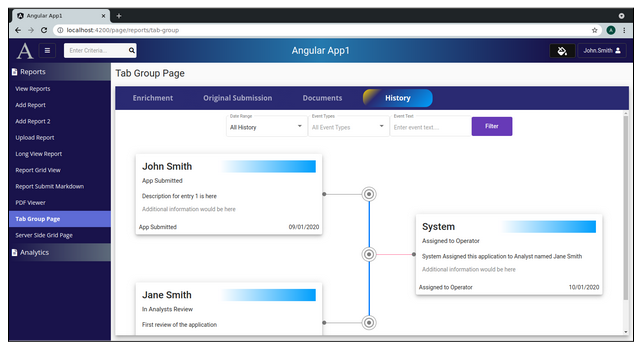 Angular App1
localhost:4200/page/reports/tab-group
A
Enter Criteria...
Angular App1
John.Smith
Reports
View Reports
Add Report
Add Report 2
Upload Report
Long View Report
Report Grid View
Report Submit Markdown
PDF Viewer
Tab Group Page
Server Side Grid Page
Analytics
Tab Group Page
Enrichment
Original Submission
Documents
History
Date Range
All History
Event Types
All Event Types
Event Text
Enter event text...
Filter
John Smith
App Submitted
Description for entry 1 is here
Additional information would be here
App Submitted 09/01/2020
System
Assigned to Operator
System Assigned this application to Analyst named Jane Smith
Additional information would be here
Assigned to Operator 10/01/2020
Jane Smith
In Analysts Review
First review of the application